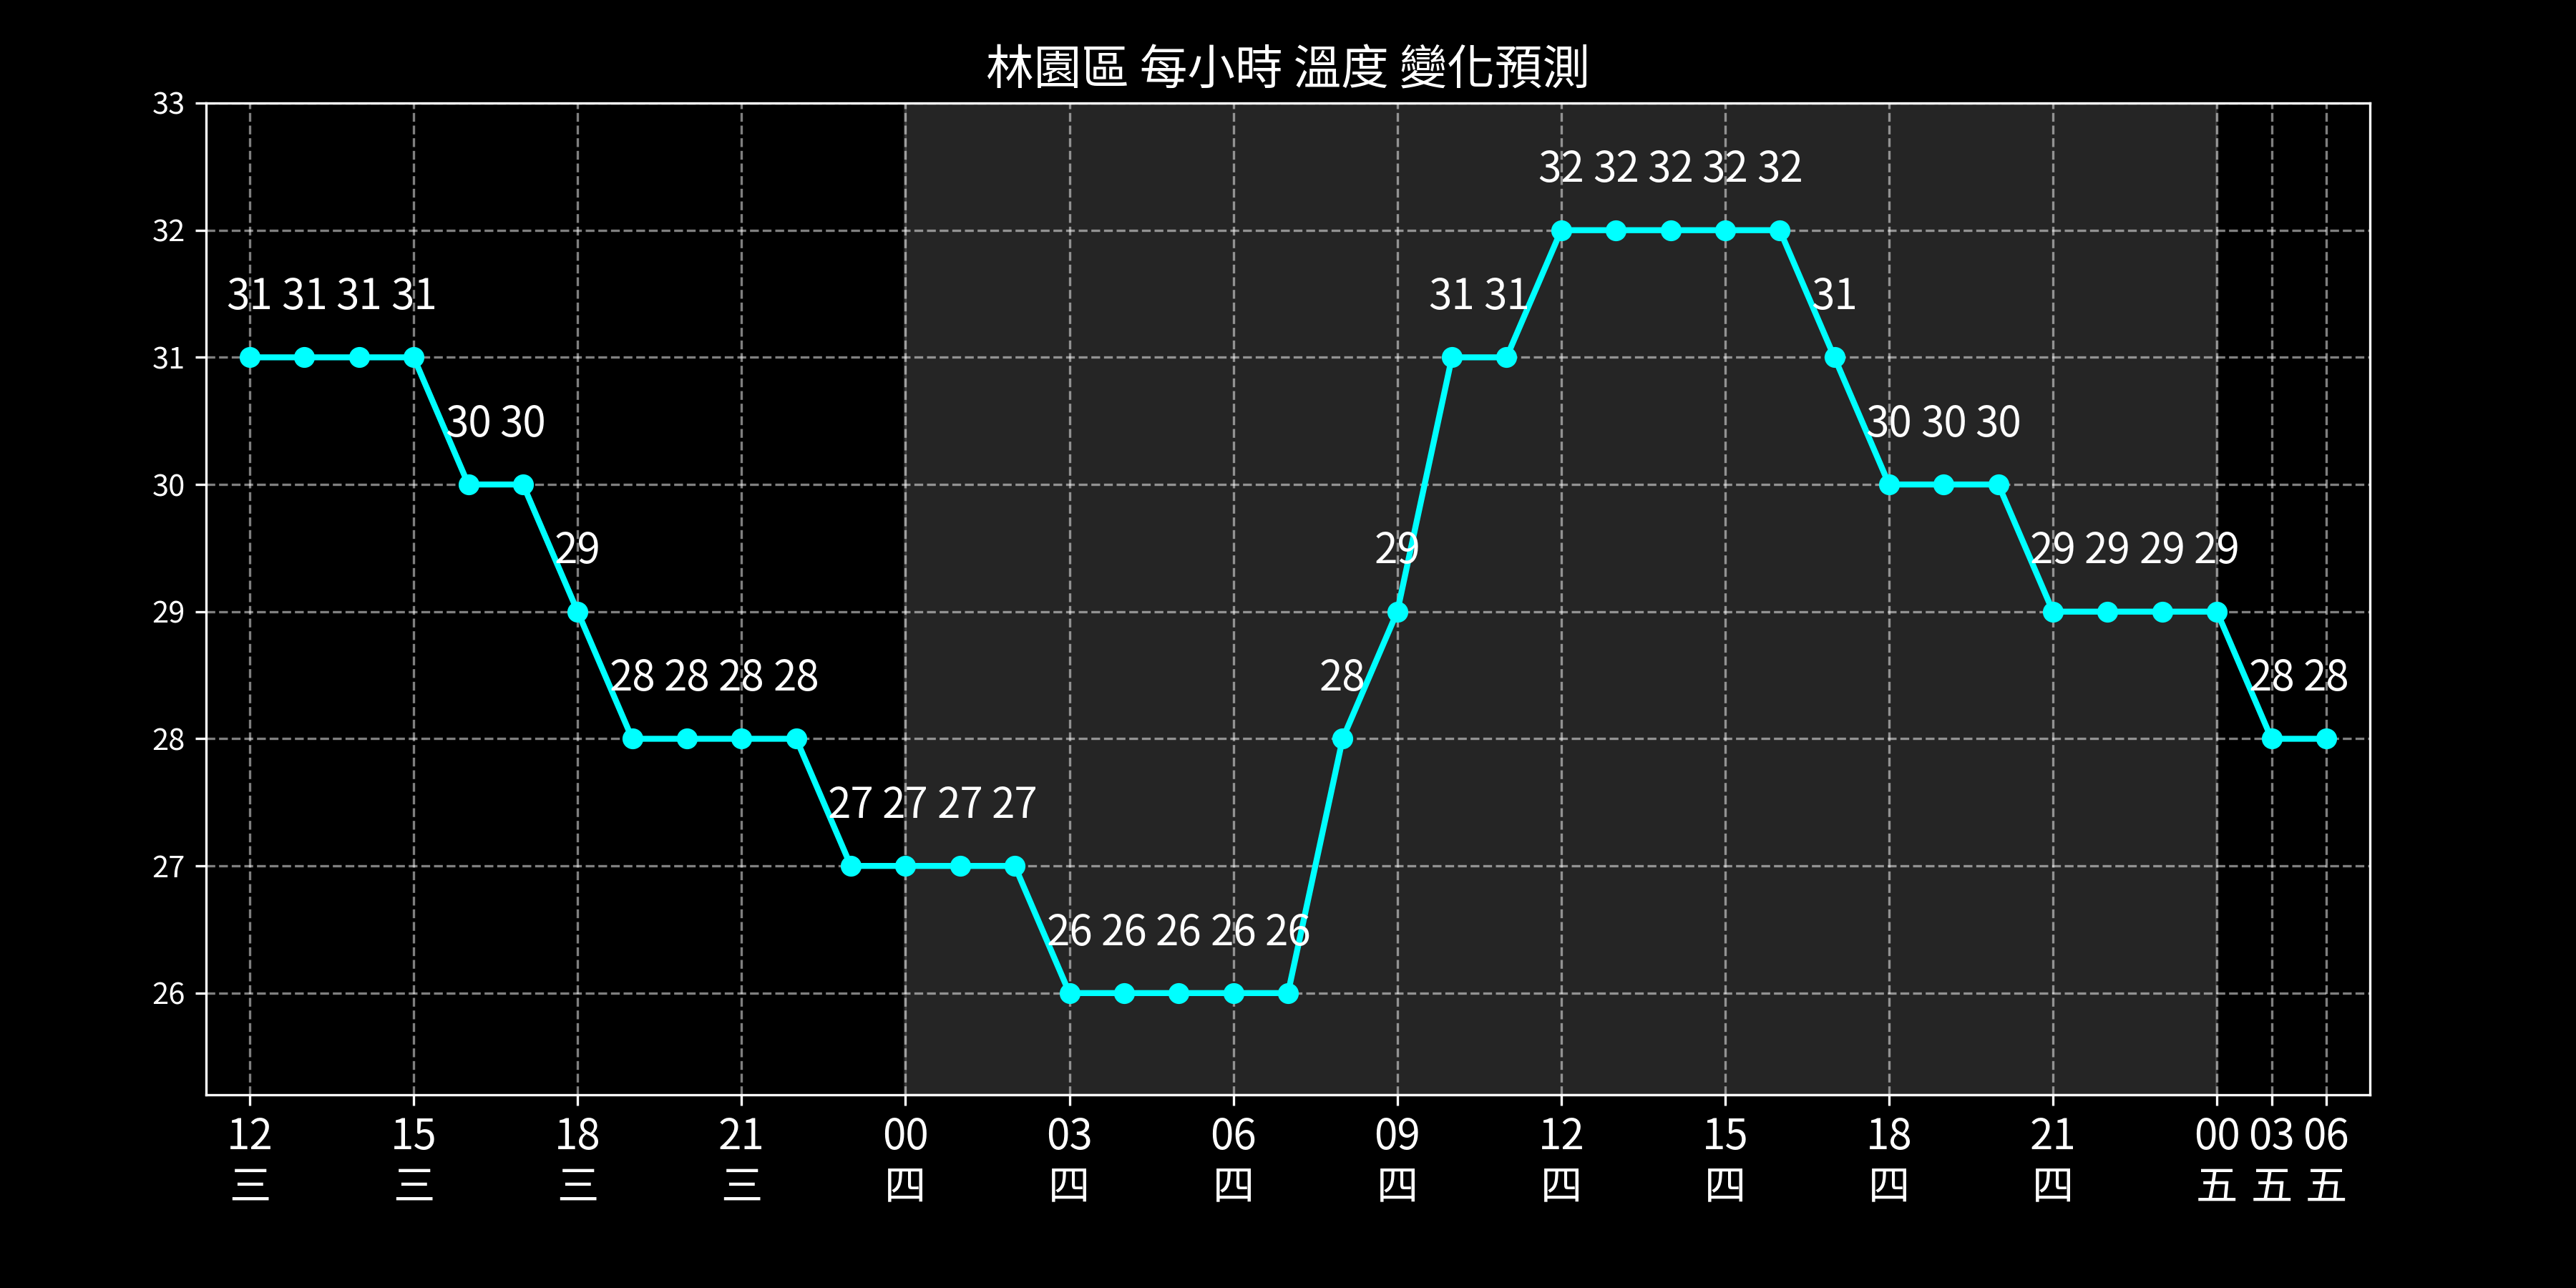 林園區 每小時 溫度 變化預測
33
32 32 32 32 32
32
31 31 31 31 31 31 31
31
30 30 30 30 30
30
29 29 29 29 29 29
29
28 28 28 28 28 28 28
28
27 27 27 27
27
26 26 26 26 26
26
12 15 18 21 00 03 06 09 12 15 18 21 00 03 06
三 三 三 三 四 四 四 四 四 四 四 四 五 五 五